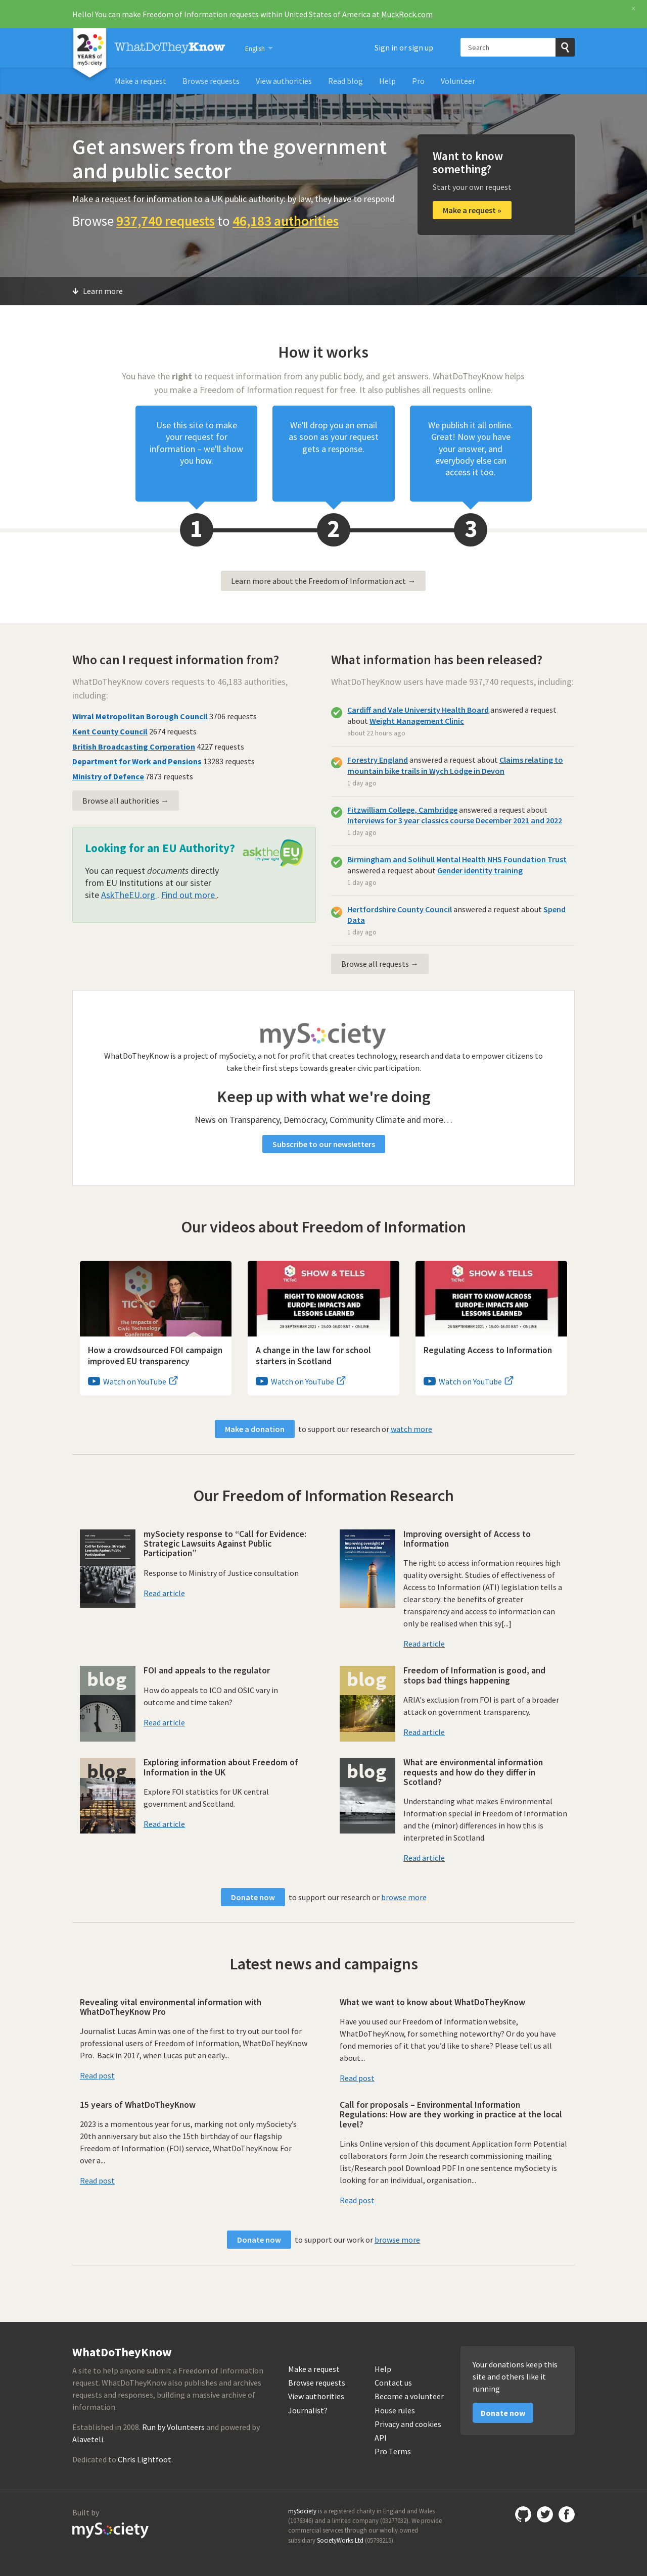 Hello! You can make Freedom of Information requests within United States of America at MuckRock.com
×
20
YEARS of
mySociety
WhatDoTheyKnow
English
Sign in or sign up
Search
Make a request
Browse requests
View authorities
Read blog
Help
Pro
Volunteer
Get answers from the government
and public sector
Make a request for information to a UK public authority: by law, they have to respond
Browse 937,740 requests to 46,183 authorities
Want to know
something?
Start your own request
Make a request »
Learn more
How it works
You have the right to request information from any public body, and get answers. WhatDoTheyKnow helps
you make a Freedom of Information request for free. It also publishes all requests online.
Use this site to make
your request for
information – we'll show
you how.
We'll drop you an email
as soon as your request
gets a response.
We publish it all online.
Great! Now you have
your answer, and
everybody else can
access it too.
1
2
3
Learn more about the Freedom of Information act →
Who can I request information from?
WhatDoTheyKnow covers requests to 46,183 authorities,
including:
Wirral Metropolitan Borough Council 3706 requests
Kent County Council 2674 requests
British Broadcasting Corporation 4227 requests
Department for Work and Pensions 13283 requests
Ministry of Defence 7873 requests
Browse all authorities →
Looking for an EU Authority?
asktheEU
it's your right
You can request documents directly
from EU Institutions at our sister
site AskTheEU.org . Find out more .
What information has been released?
WhatDoTheyKnow users have made 937,740 requests, including:
Cardiff and Vale University Health Board answered a request
about Weight Management Clinic
about 22 hours ago
Forestry England answered a request about Claims relating to
mountain bike trails in Wych Lodge in Devon
1 day ago
Fitzwilliam College, Cambridge answered a request about
interviews for 3 year classics course December 2021 and 2022
1 day ago
Birmingham and Solihull Mental Health NHS Foundation Trust
answered a request about Gender identity training
1 day ago
Hertfordshire County Council answered a request about Spend
Data
1 day ago
Browse all requests →
mySociety
WhatDoTheyKnow is a project of mySociety, a not for profit that creates technology, research and data to empower citizens to
take their first steps towards greater civic participation.
Keep up with what we're doing
News on Transparency, Democracy, Community Climate and more…
Subscribe to our newsletters
Our videos about Freedom of Information
TICTeC
The Impacts of
Civic Technology
Conference
How a crowdsourced FOI campaign
improved EU transparency
Watch on YouTube
TICTeC
SHOW & TELLS
RIGHT TO KNOW ACROSS
EUROPE: IMPACTS AND
LESSONS LEARNED
A change in the law for school
starters in Scotland
Watch on YouTube
TICTeC
SHOW & TELLS
RIGHT TO KNOW ACROSS
EUROPE: IMPACTS AND
LESSONS LEARNED
Regulating Access to Information
Watch on YouTube
Make a donation to support our research or watch more
Our Freedom of Information Research
mySociety response to “Call for Evidence:
Strategic Lawsuits Against Public
Participation”
Response to Ministry of Justice consultation
Read article
Improving oversight of Access to
Information
The right to access information requires high
quality oversight. Studies of effectiveness of
Access to Information (ATI) legislation tells a
clear story: the benefits of greater
transparency and access to information can
only be realised when this sy[...]
Read article
blog
FOI and appeals to the regulator
How do appeals to ICO and OSIC vary in
outcome and time taken?
Read article
blog
Freedom of Information is good, and
stops bad things happening
ARIA’s exclusion from FOI is part of a broader
attack on government transparency.
Read article
blog
Exploring information about Freedom of
Information in the UK
Explore FOI statistics for UK central
government and Scotland.
Read article
blog
What are environmental information
requests and how do they differ in
Scotland?
Understanding what makes Environmental
Information special in Freedom of Information
and the (minor) differences in how this is
interpreted in Scotland.
Read article
Donate now to support our research or browse more
Latest news and campaigns
Revealing vital environmental information with
WhatDoTheyKnow Pro
Journalist Lucas Amin was one of the first to try out our tool for
professional users of Freedom of Information, WhatDoTheyKnow
Pro. Back in 2017, when Lucas put an early...
Read post
What we want to know about WhatDoTheyKnow
Have you used our Freedom of Information website,
WhatDoTheyKnow, for something noteworthy? Or do you have
fond memories of it that you’d like to share? Please tell us all
about...
Read post
15 years of WhatDoTheyKnow
2023 is a momentous year for us, marking not only mySociety’s
20th anniversary but also the 15th birthday of our flagship
Freedom of Information (FOI) service, WhatDoTheyKnow. For
over a...
Read post
Call for proposals – Environmental Information
Regulations: How are they working in practice at the local
level?
Links Online version of this document Application form Potential
collaborators form Join the research commissioning mailing
list/Research pool Download PDF In one sentence mySociety is
looking for an individual, organisation...
Read post
Donate now to support our work or browse more
WhatDoTheyKnow
A site to help anyone submit a Freedom of Information
request. WhatDoTheyKnow also publishes and archives
requests and responses, building a massive archive of
information.
Established in 2008. Run by Volunteers and powered by
Alaveteli.
Dedicated to Chris Lightfoot.
Make a request
Browse requests
View authorities
Journalist?
Help
Contact us
Become a volunteer
House rules
Privacy and cookies
API
Pro Terms
Your donations keep this
site and others like it
running
Donate now
Built by
mySociety
mySociety is a registered charity in England and Wales
(1076346) and a limited company (03277032). We provide
commercial services through our wholly owned
subsidiary SocietyWorks Ltd (05798215).